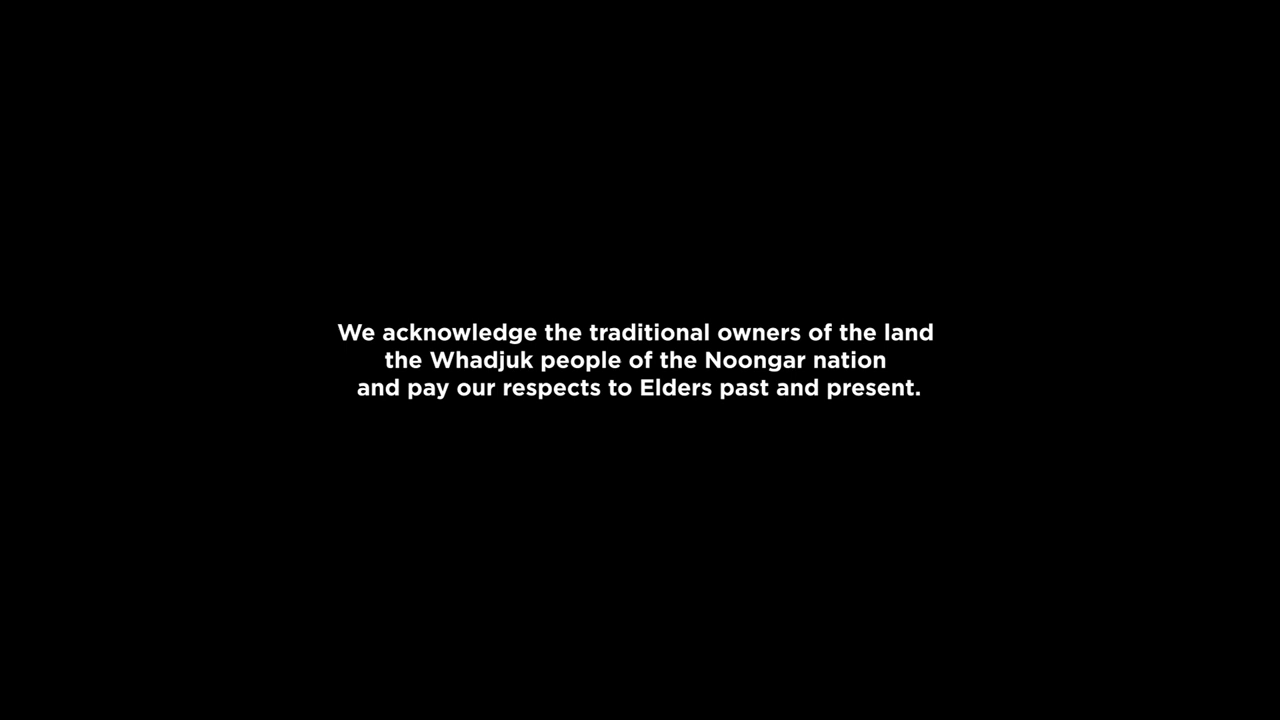 We acknowledge the traditional owners of the land
the Whadjuk people of the Noongar nation
and pay our respects to Elders past and present.